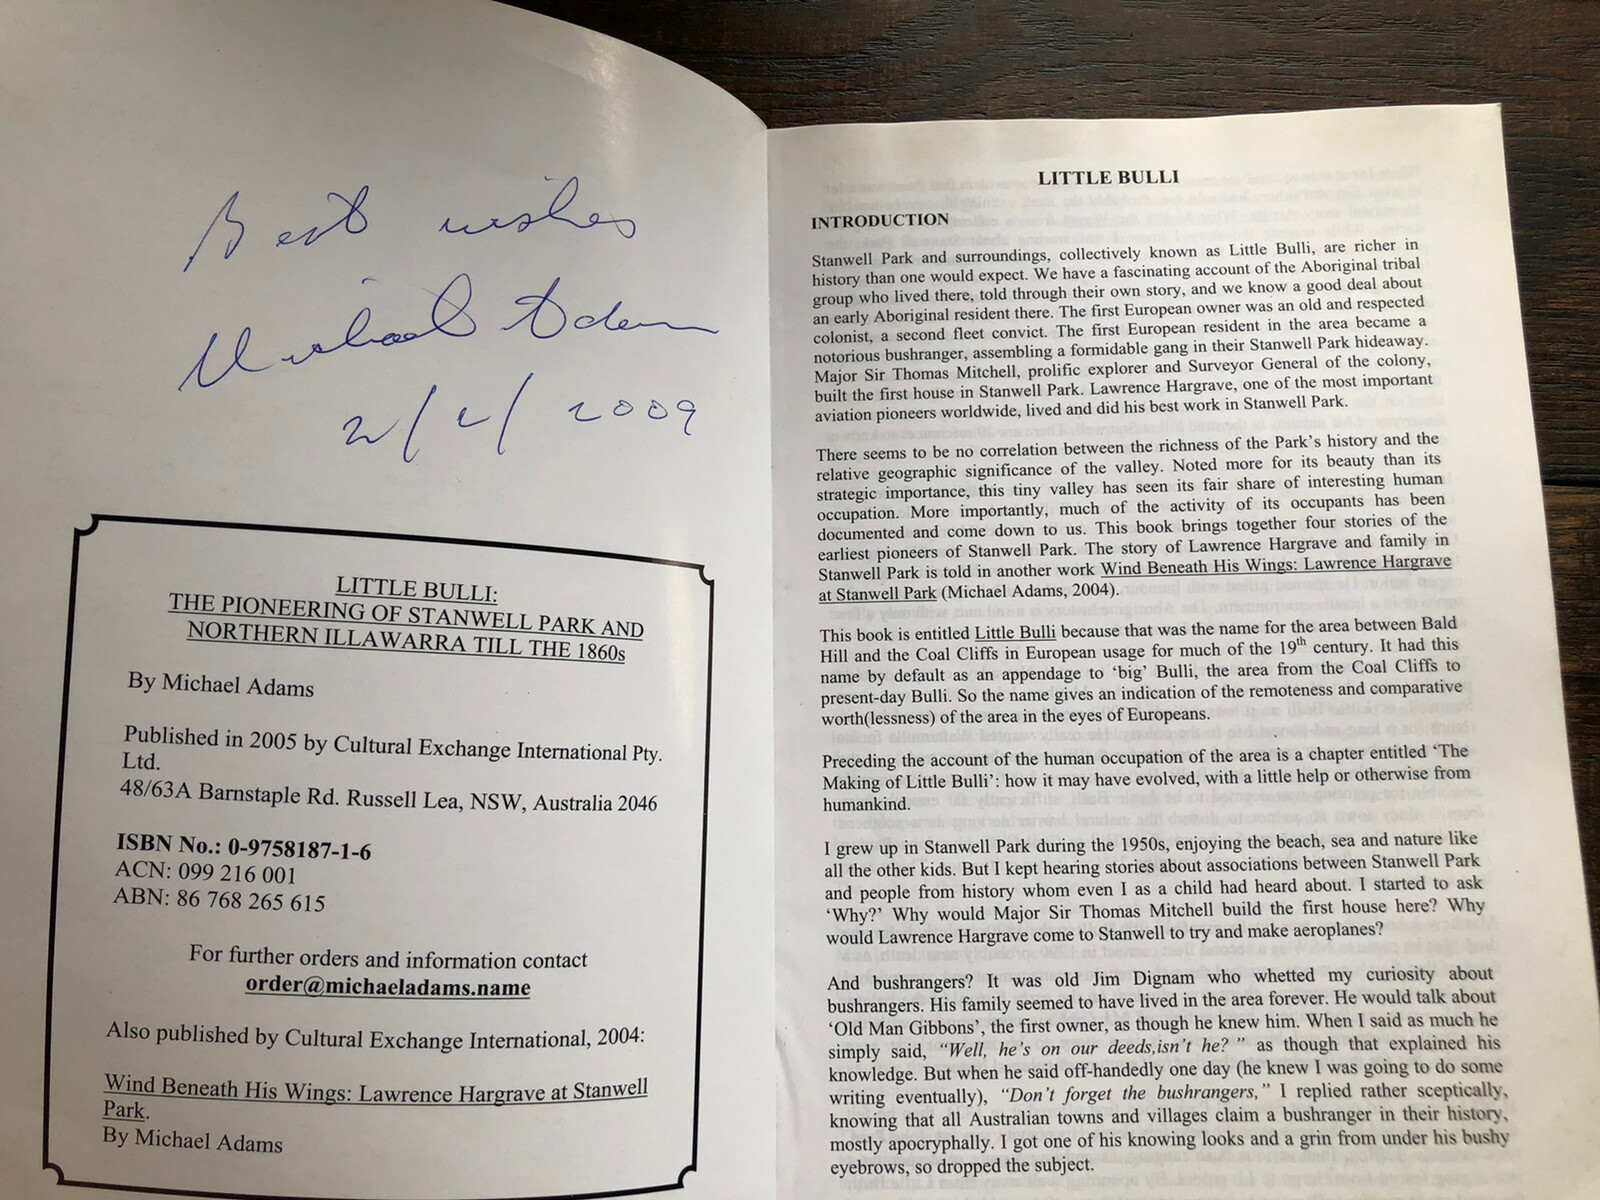 Best wishes
Michael Adams
2/2/2009
LITTLE BULLI:
THE PIONEERING OF STANWELL PARK AND
NORTHERN ILLAWARRA TILL THE 1860s
By Michael Adams
Published in 2005 by Cultural Exchange International Pty.
Ltd.
48/63A Barnstaple Rd. Russell Lea, NSW, Australia 2046
ISBN No.: 0-9758187-1-6
ACN: 099 216 001
ABN: 86 768 265 615
For further orders and information contact
order@michaeladams.name
Also published by Cultural Exchange International, 2004:
Wind Beneath His Wings: Lawrence Hargrave at Stanwell
Park.
By Michael Adams
LITTLE BULLI
INTRODUCTION
Stanwell Park and surroundings, collectively known as Little Bulli, are richer in
history than one would expect. We have a fascinating account of the Aboriginal tribal
group who lived there, told through their own story, and we know a good deal about
an early Aboriginal resident there. The first European owner was an old and respected
colonist, a second fleet convict. The first European resident in the area became a
notorious bushranger, assembling a formidable gang in their Stanwell Park hideaway.
Major Sir Thomas Mitchell, prolific explorer and Surveyor General of the colony,
built the first house in Stanwell Park. Lawrence Hargrave, one of the most important
aviation pioneers worldwide, lived and did his best work in Stanwell Park.
There seems to be no correlation between the richness of the Park's history and the
relative geographic significance of the valley. Noted more for its beauty than its
strategic importance, this tiny valley has seen its fair share of interesting human
occupation. More importantly, much of the activity of its occupants has been
documented and come down to us. This book brings together four stories of the
earliest pioneers of Stanwell Park. The story of Lawrence Hargrave and family in
Stanwell Park is told in another work Wind Beneath His Wings: Lawrence Hargrave
at Stanwell Park (Michael Adams, 2004).
This book is entitled Little Bulli because that was the name for the area between Bald
Hill and the Coal Cliffs in European usage for much of the 19th century. It had this
name by default as an appendage to 'big' Bulli, the area from the Coal Cliffs to
present-day Bulli. So the name gives an indication of the remoteness and comparative
worth(lessness) of the area in the eyes of Europeans.
Preceding the account of the human occupation of the area is a chapter entitled 'The
Making of Little Bulli': how it may have evolved, with a little help or otherwise from
humankind.
I grew up in Stanwell Park during the 1950s, enjoying the beach, sea and nature like
all the other kids. But I kept hearing stories about associations between Stanwell Park
and people from history whom even I as a child had heard about. I started to ask
'Why?' Why would Major Sir Thomas Mitchell build the first house here? Why
would Lawrence Hargrave come to Stanwell to try and make aeroplanes?
And bushrangers? It was old Jim Dignam who whetted my curiosity about
bushrangers. His family seemed to have lived in the area forever. He would talk about
'Old Man Gibbons', the first owner, as though he knew him. When I said as much he
simply said, "Well, he's on our deeds,isn't he? " as though that explained his
knowledge. But when he said off-handedly one day (he knew I was going to do some
writing eventually), "Don't forget the bushrangers," I replied rather sceptically,
knowing that all Australian towns and villages claim a bushranger in their history,
mostly apocryphally. I got one of his knowing looks and a grin from under his bushy
eyebrows, so dropped the subject.